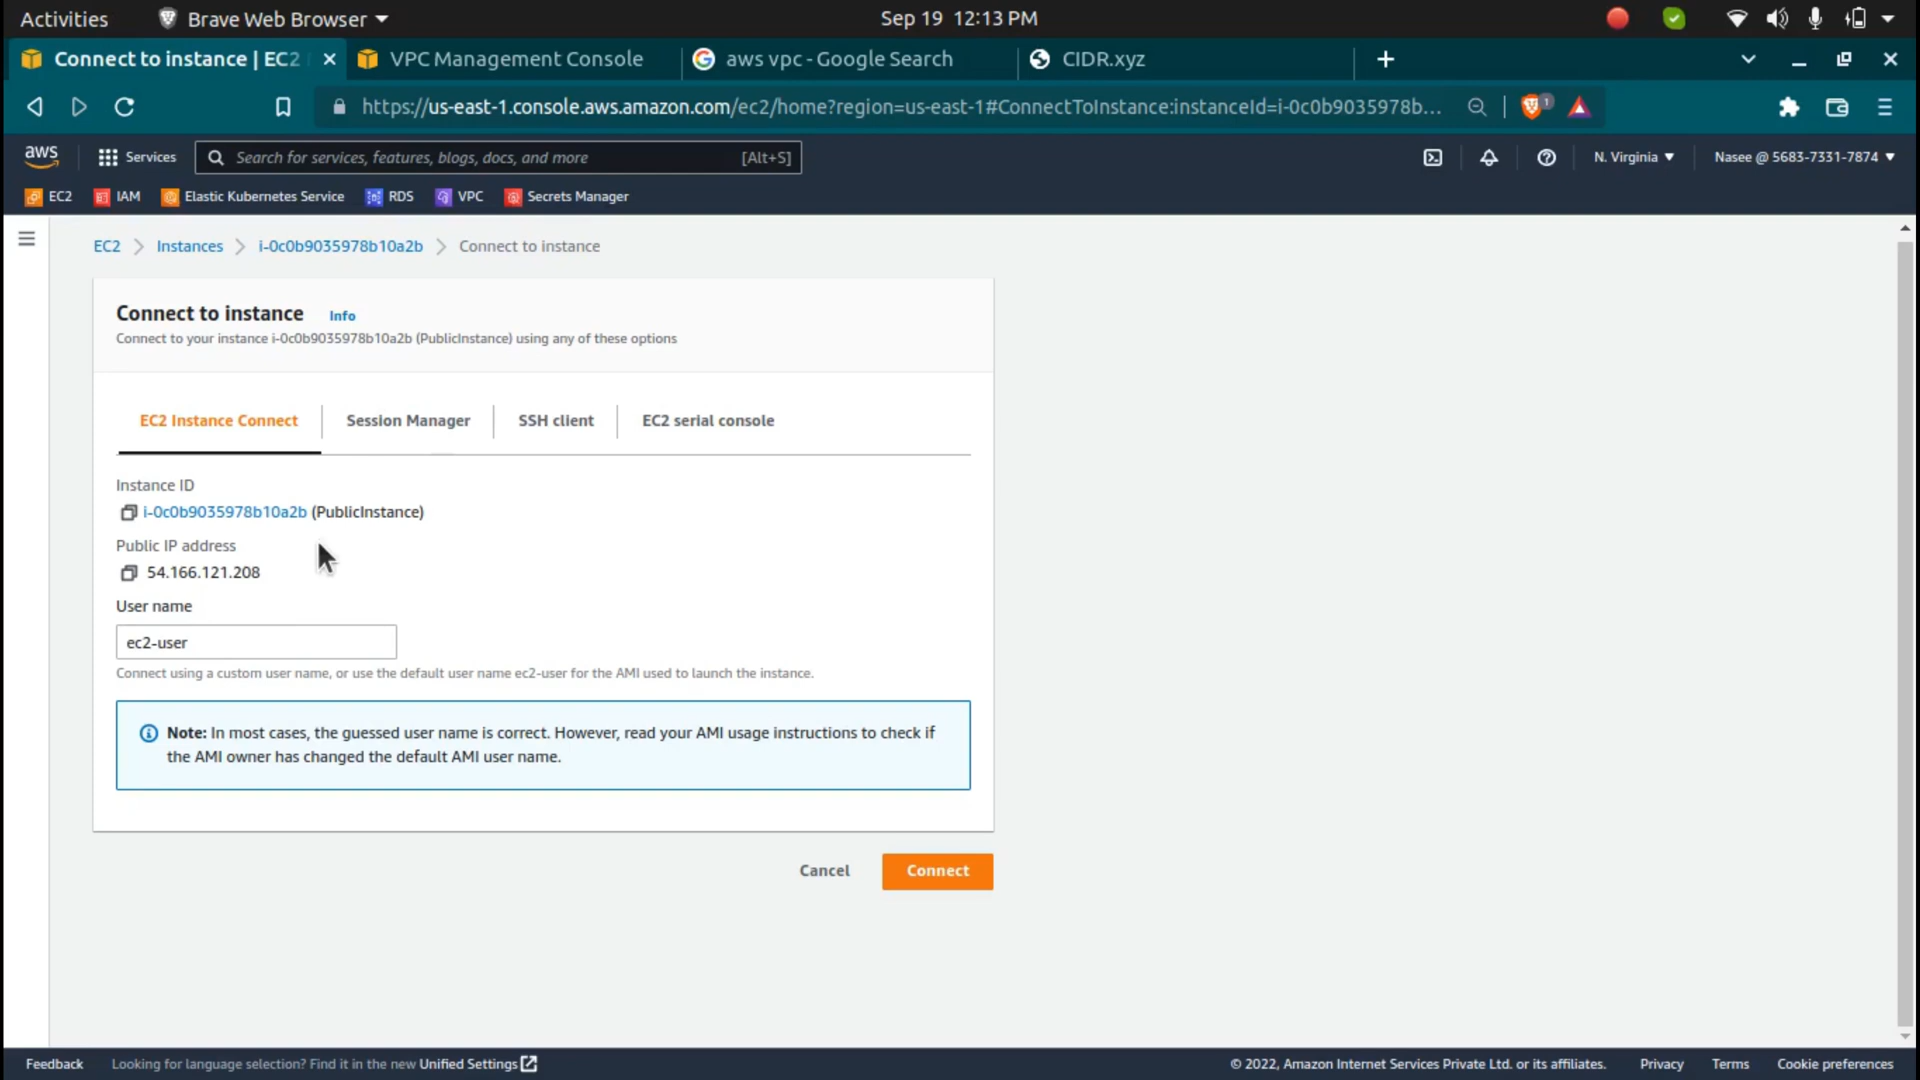 Activities
Brave Web Browser
Sep 19 12:13 PM
Connect to instance | EC2
VPC Management Console
aws vpc - Google Search
CIDR.xyz
https://us-east-1.console.aws.amazon.com/ec2/home?region=us-east-1#ConnectToInstance:instanceId=i-0c0b9035978b...
1
aws
Services
Search for services, features, blogs, docs, and more
[Alt+S]
N. Virginia
Nasee @ 5683-7331-7874
EC2
IAM
Elastic Kubernetes Service
RDS
VPC
Secrets Manager
EC2
Instances
i-0c0b9035978b10a2b
Connect to instance
Connect to instance
Info
Connect to your instance i-0c0b9035978b10a2b (PublicInstance) using any of these options
EC2 Instance Connect
Session Manager
SSH client
EC2 serial console
Instance ID
i-0c0b9035978b10a2b (PublicInstance)
Public IP address
54.166.121.208
User name
ec2-user
Connect using a custom user name, or use the default user name ec2-user for the AMI used to launch the instance.
Note: In most cases, the guessed user name is correct. However, read your AMI usage instructions to check if
the AMI owner has changed the default AMI user name.
Cancel
Connect
Feedback
Looking for language selection? Find it in the new Unified Settings
© 2022, Amazon Internet Services Private Ltd. or its affiliates.
Privacy
Terms
Cookie preferences